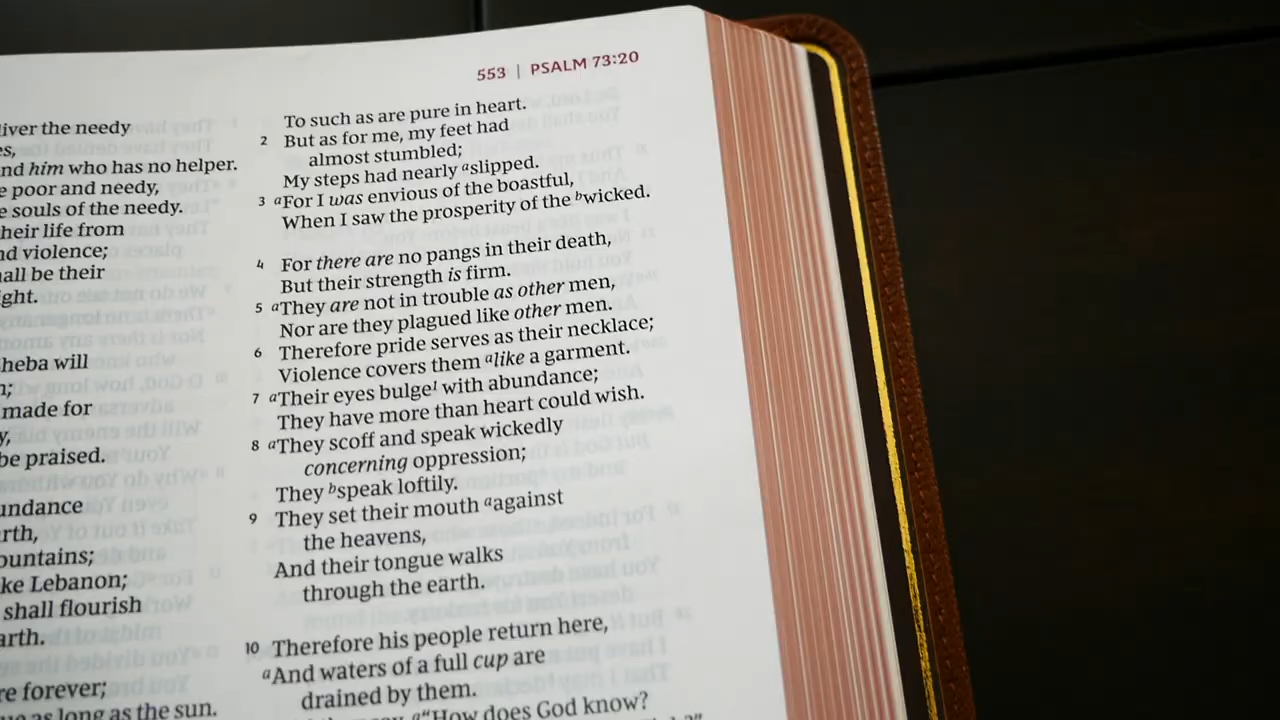 553 | PSALM 73:20
liver the needy
es,
nd him who has no helper.
e poor and needy,
e souls of the needy.
heir life from
nd violence;
all be their
ight.
heba will
n;
made for
y,
be praised.
undance
rth,
ountains;
ke Lebanon;
shall flourish
arth.
re forever;
ue as long as the sun.
To such as are pure in heart.
2 But as for me, my feet had
almost stumbled;
My steps had nearly aslipped.
3 aFor I was envious of the boastful,
When I saw the prosperity of the bwicked.
4 For there are no pangs in their death,
But their strength is firm.
5 aThey are not in trouble as other men,
Nor are they plagued like other men.
6 Therefore pride serves as their necklace;
Violence covers them alike a garment.
7 aTheir eyes bulge1 with abundance;
They have more than heart could wish.
8 aThey scoff and speak wickedly
concerning oppression;
They bspeak loftily.
9 They set their mouth aagainst
the heavens,
And their tongue walks
through the earth.
10 Therefore his people return here,
aAnd waters of a full cup are
drained by them.
a“How does God know?